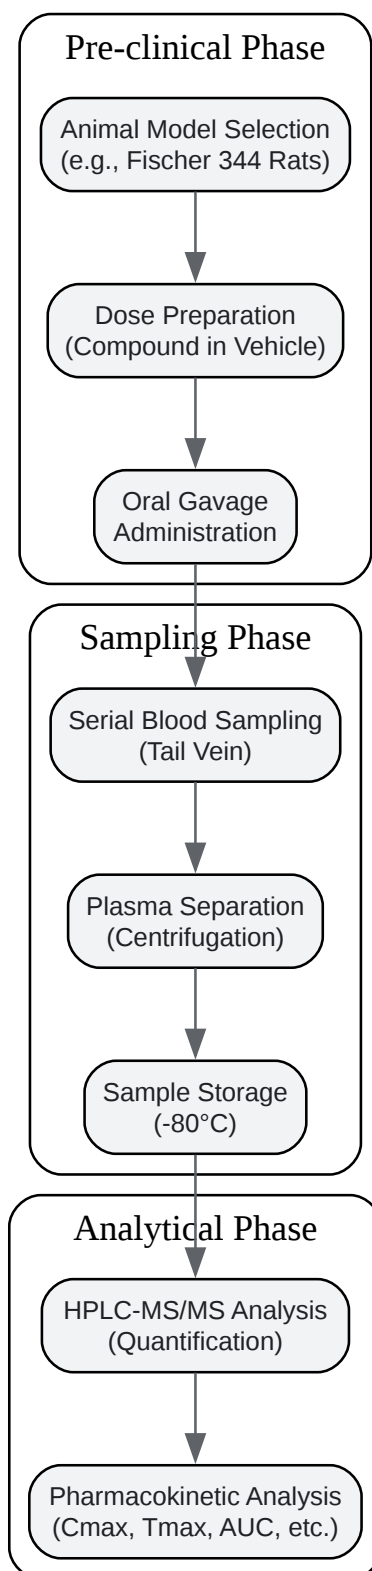 Pre-clinical Phase
Animal Model Selection
(e.g., Fischer 344 Rats)
Dose Preparation
(Compound in Vehicle)
Oral Gavage
Administration
Sampling Phase
Serial Blood Sampling
(Tail Vein)
Plasma Separation
(Centrifugation)
Sample Storage
(-80°C)
Analytical Phase
HPLC-MS/MS Analysis
(Quantification)
Pharmacokinetic Analysis
(Cmax, Tmax, AUC, etc.)